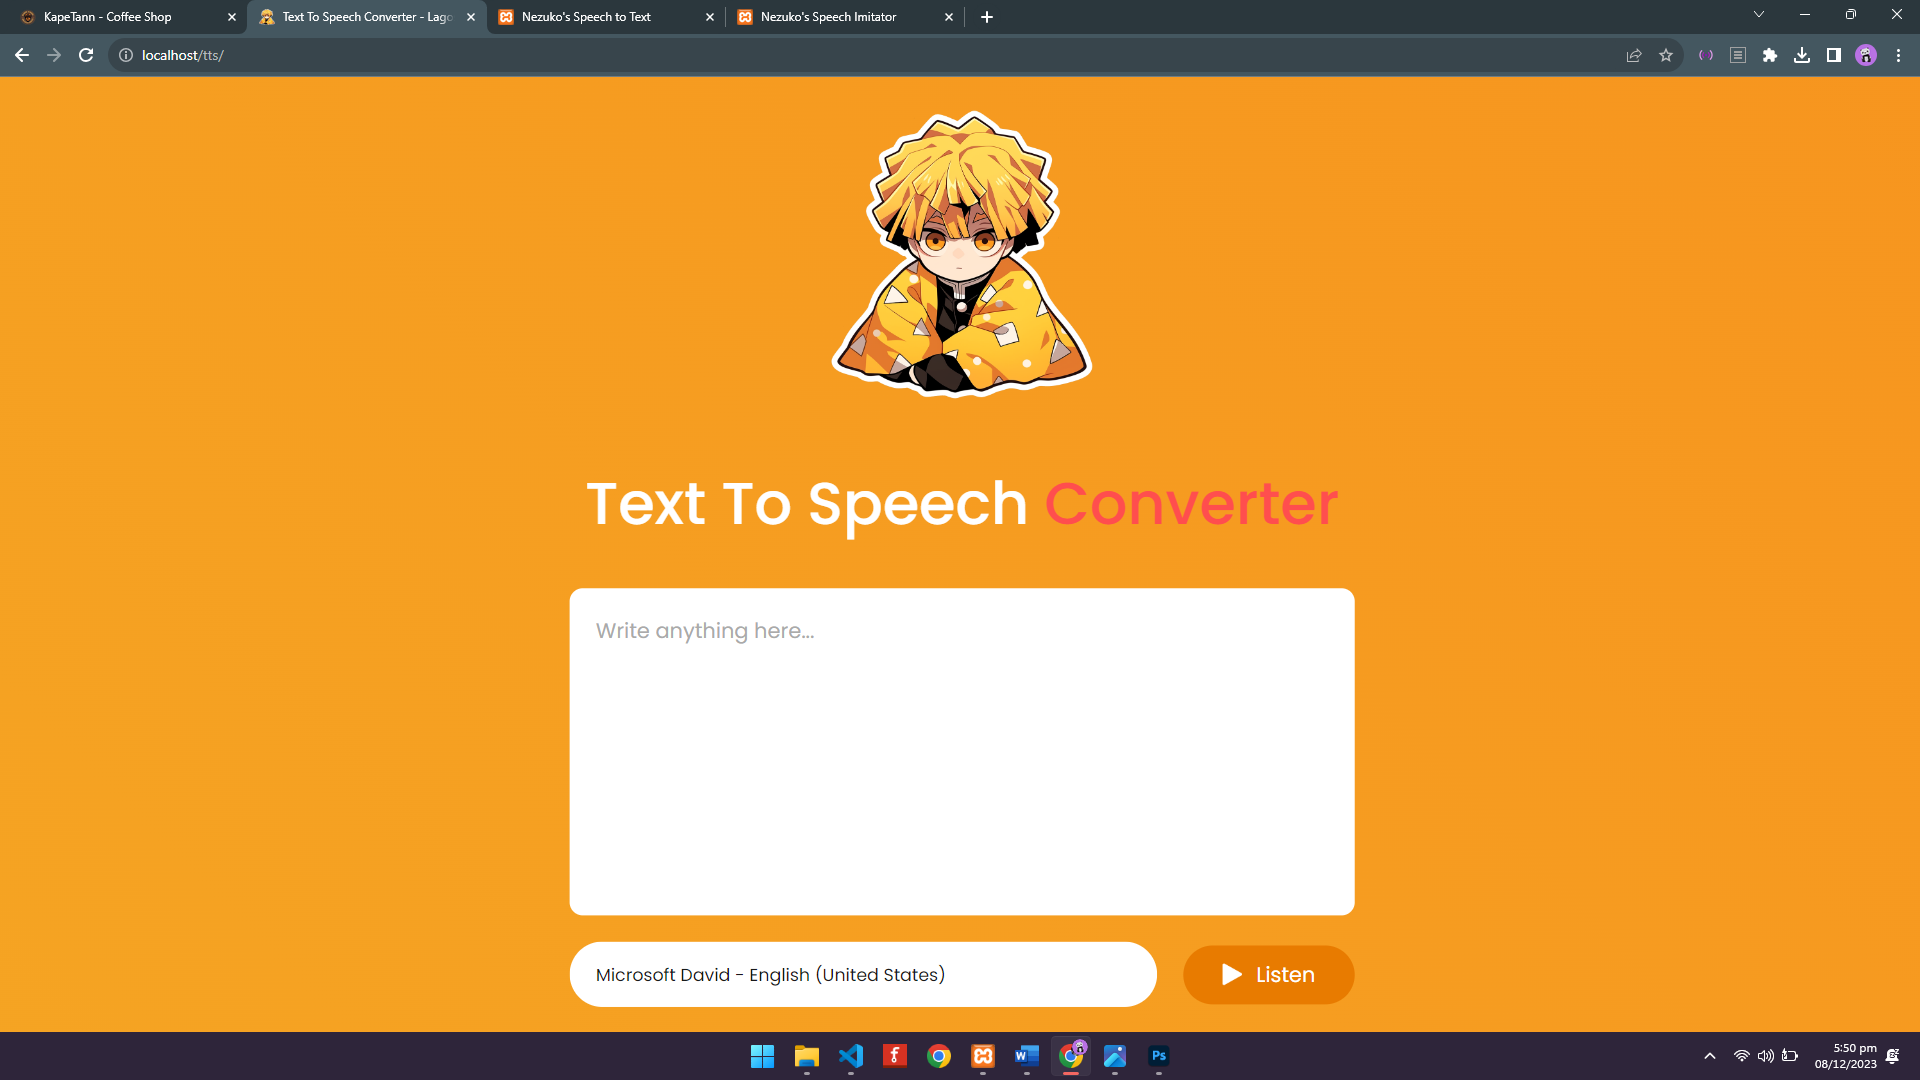 KapeTann - Coffee Shop
Text To Speech Converter - Lago
Nezuko's Speech to Text
Nezuko's Speech Imitator
localhost/tts/
Text To Speech Converter
Write anything here...
Microsoft David - English (United States)
Listen
5:50 pm
08/12/2023